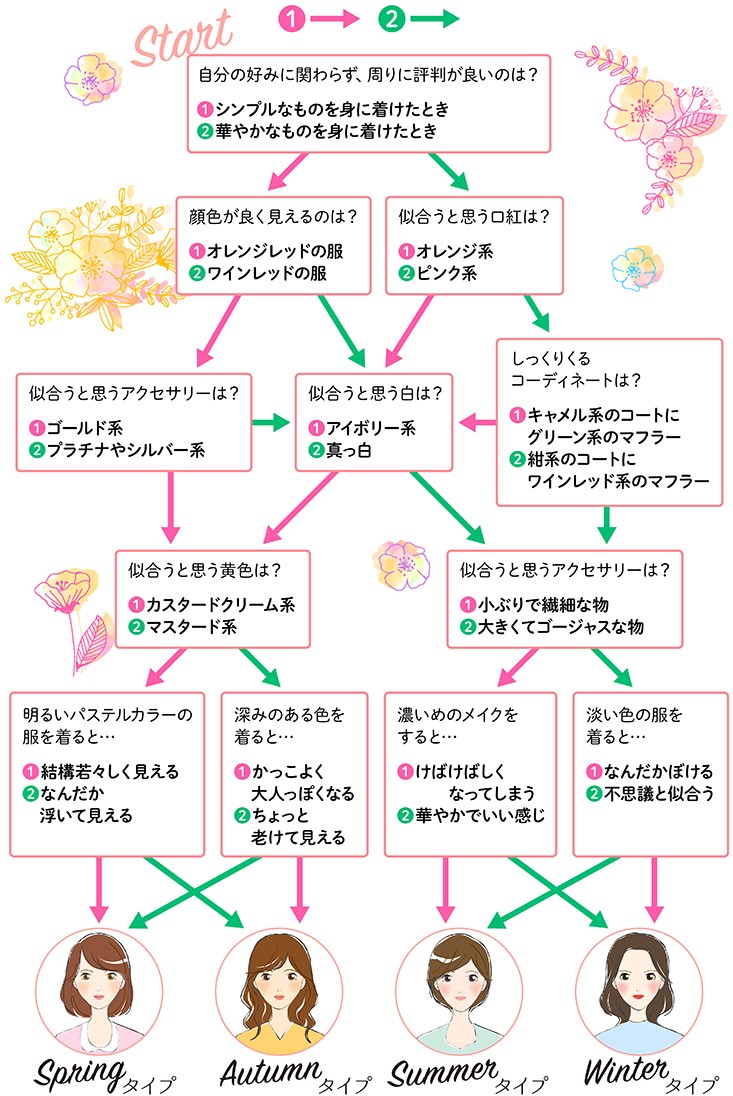 Start
1
2
自分の好みに関わらず、周りに評判が良いのは？
1 シンプルなものを身に着けたとき
2 華やかなものを身に着けたとき
顔色が良く見えるのは？
1 オレンジレッドの服
2 ワインレッドの服
似合うと思う口紅は？
1 オレンジ系
2 ピンク系
似合うと思うアクセサリーは？
1 ゴールド系
2 プラチナやシルバー系
似合うと思う白は？
1 アイボリー系
2 真っ白
しっくりくる
コーディネートは？
1 キャメル系のコートに
グリーン系のマフラー
2 紺系のコートに
ワインレッド系のマフラー
似合うと思う黄色は？
1 カスタードクリーム系
2 マスタード系
似合うと思うアクセサリーは？
1 小ぶりで繊細な物
2 大きくてゴージャスな物
明るいパステルカラーの
服を着ると…
1 結構若々しく見える
2 なんだか
浮いて見える
深みのある色を
着ると…
1 かっこよく
大人っぽくなる
2 ちょっと
老けて見える
濃いめのメイクを
すると…
1 けばけばしく
なってしまう
2 華やかでいい感じ
淡い色の服を
着ると…
1 なんだかぼける
2 不思議と似合う
Spring タイプ
Autumn タイプ
Summer タイプ
Winter タイプ